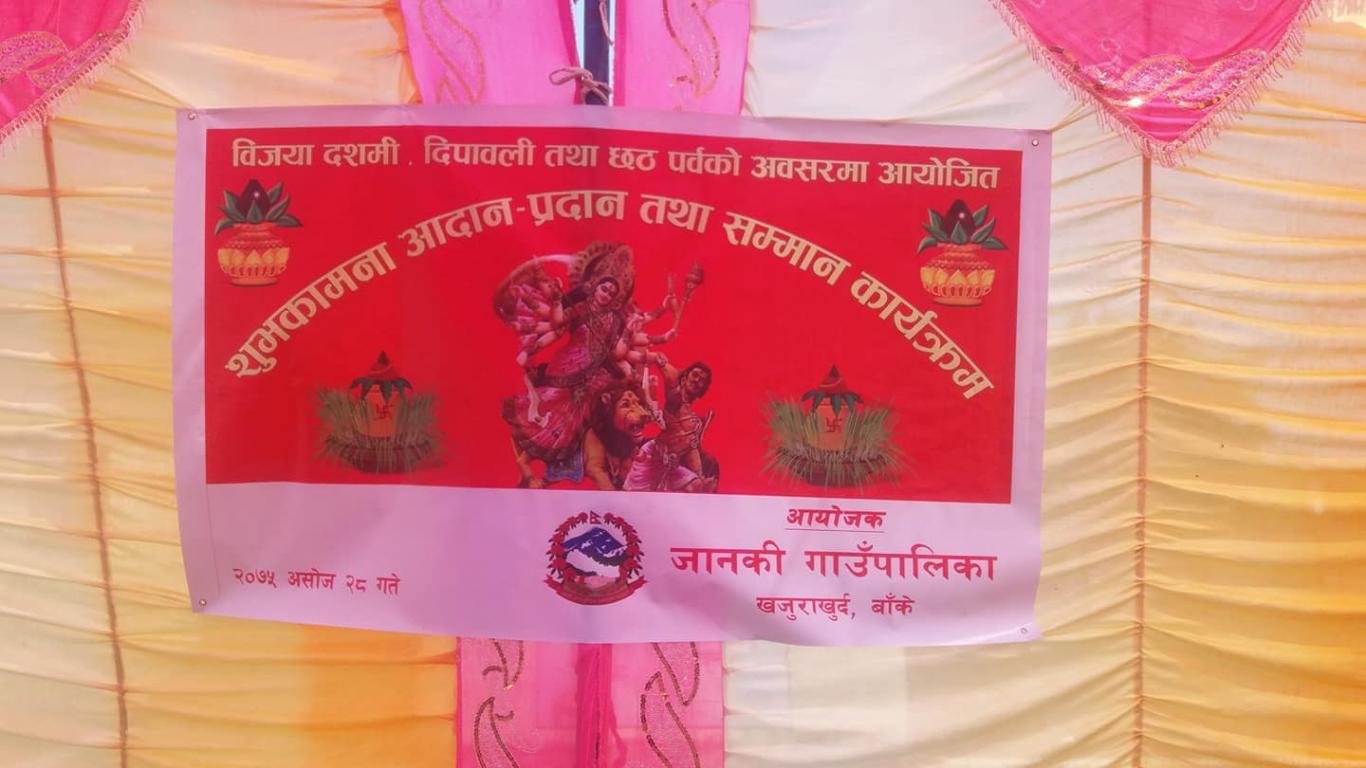 विजया दशमी . दिपावली तथा छठ पर्वको अवसरमा आयोजित
शुभकामना आदान-प्रदान तथा सम्मान कार्यक्रम
आयोजक
जानकी गाउँपालिका
खजुराखुर्द, बाँके
२०७५ असोज २८ गते